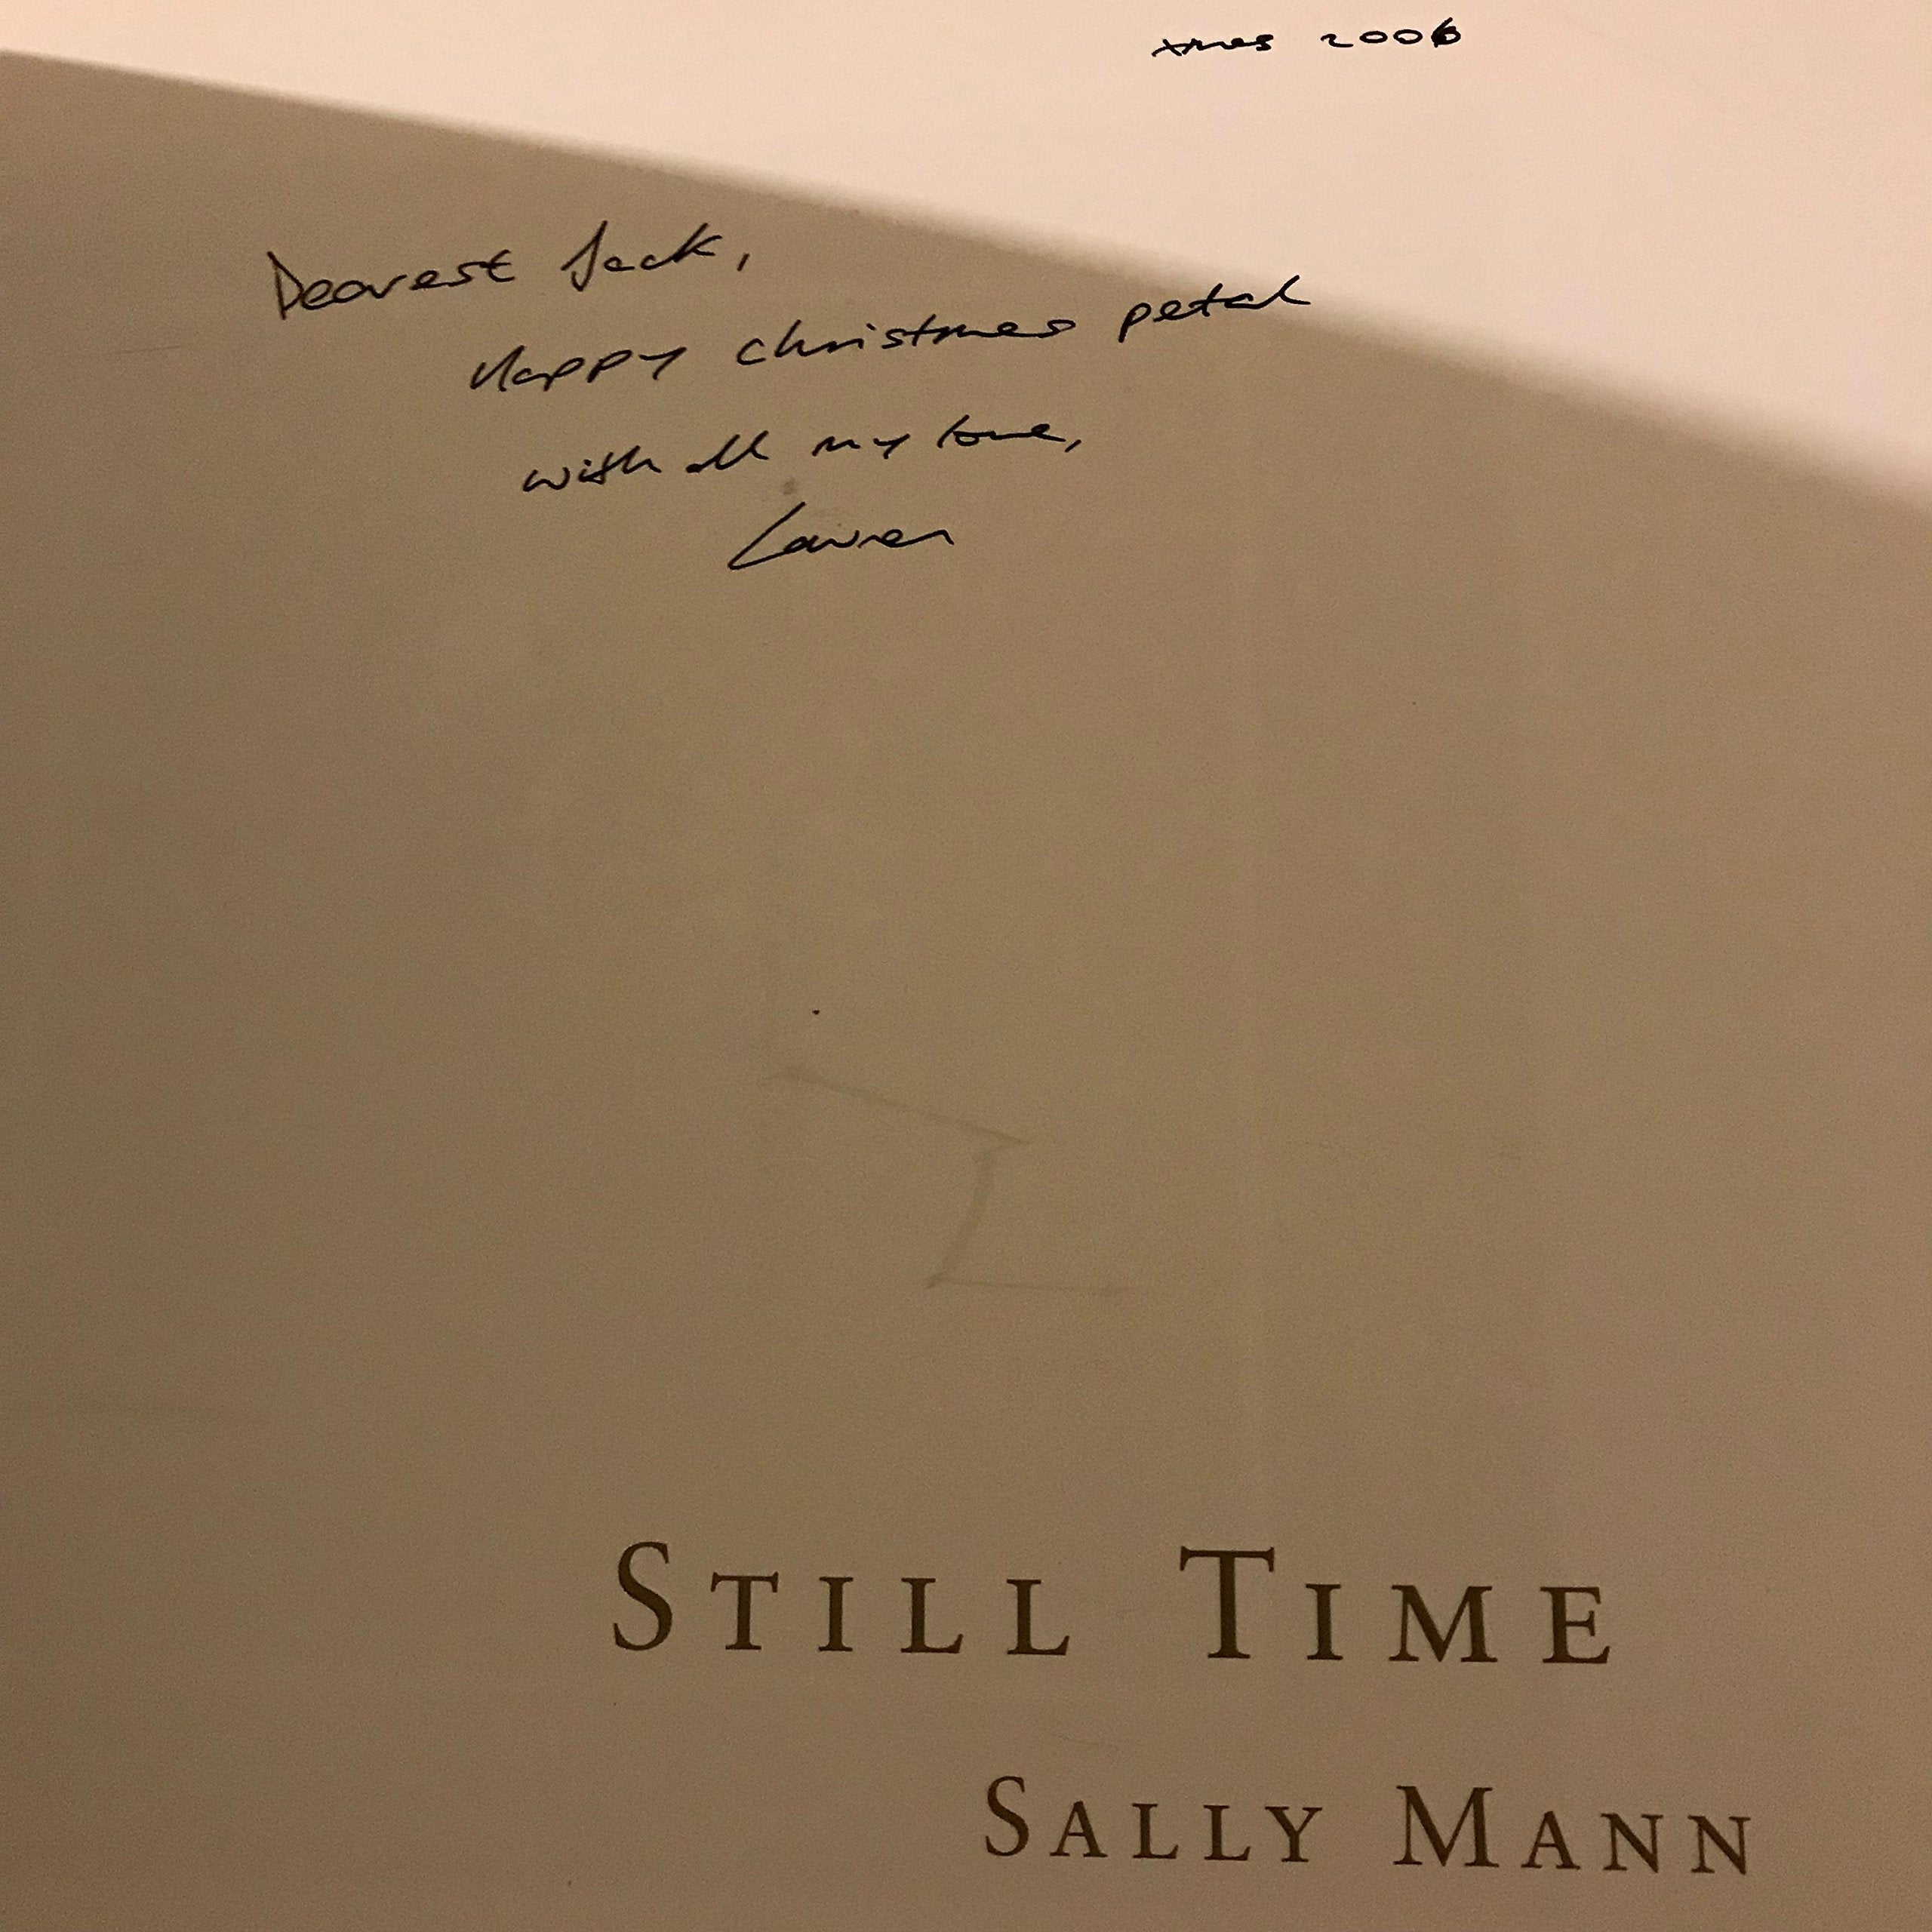 xmas 2006
Dearest Jack,
Happy christmas petal
with all my love,
Lauren
STILL TIME
SALLY MANN